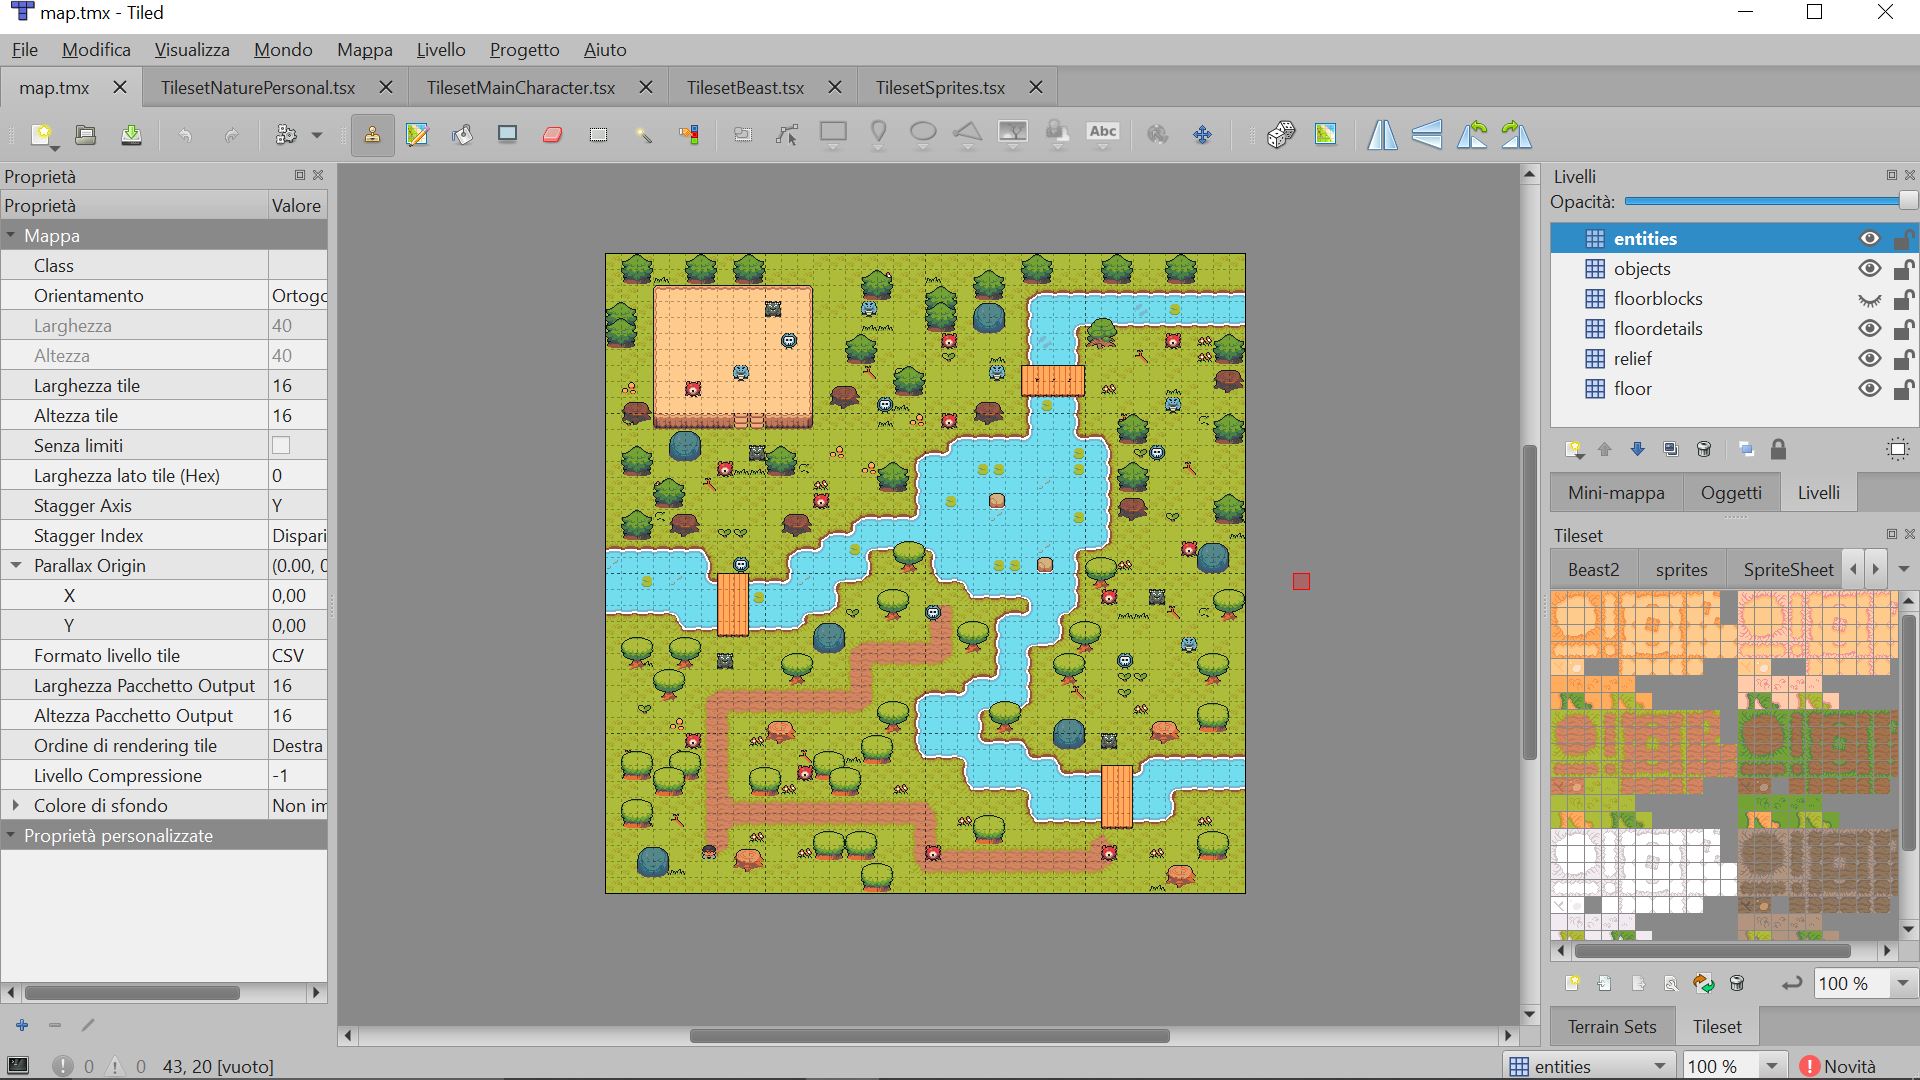 map.tmx - Tiled
File Modifica Visualizza Mondo Mappa Livello Progetto Aiuto
map.tmx TilesetNaturePersonal.tsx TilesetMainCharacter.tsx TilesetBeast.tsx TilesetSprites.tsx
Abc
Proprietà
Proprietà Valore
Mappa
Class
Orientamento Ortogo
Larghezza 40
Altezza 40
Larghezza tile 16
Altezza tile 16
Senza limiti
Larghezza lato tile (Hex) 0
Stagger Axis Y
Stagger Index Dispari
Parallax Origin (0.00, 0
X 0,00
Y 0,00
Formato livello tile CSV
Larghezza Pacchetto Output 16
Altezza Pacchetto Output 16
Ordine di rendering tile Destra
Livello Compressione -1
Colore di sfondo Non im
Proprietà personalizzate
Livelli
Opacità:
entities
objects
floorblocks
floordetails
relief
floor
Mini-mappa Oggetti Livelli
Tileset
Beast2 sprites SpriteSheet
100 %
Terrain Sets Tileset
0 0 43, 20 [vuoto]
entities 100 % Novità